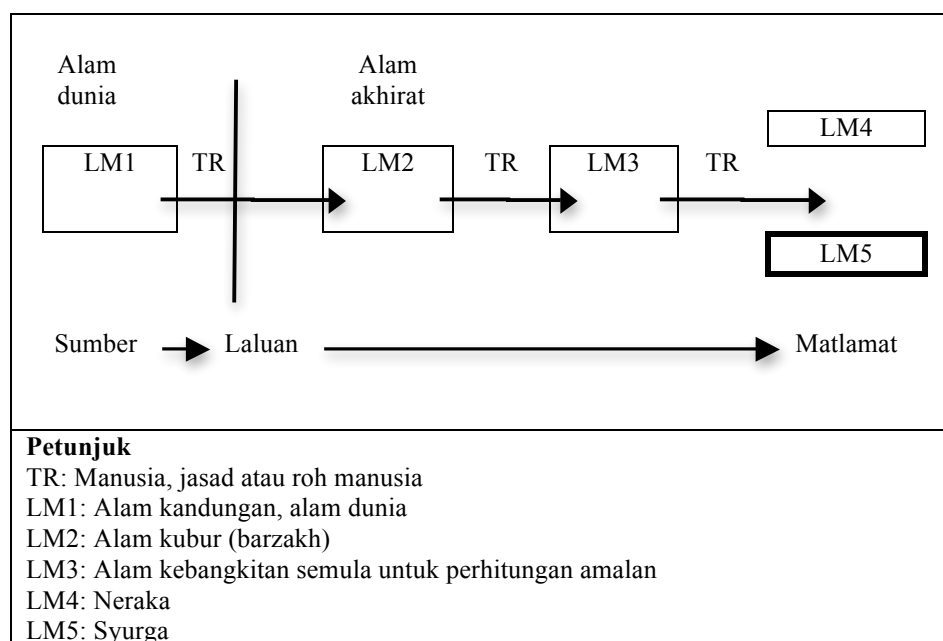 Alam
dunia
Alam
akhirat
LM4
LM1 TR LM2 TR LM3 TR
LM5
Sumber Laluan Matlamat
Petunjuk
TR: Manusia, jasad atau roh manusia
LM1: Alam kandungan, alam dunia
LM2: Alam kubur (barzakh)
LM3: Alam kebangkitan semula untuk perhitungan amalan
LM4: Neraka
LM5: Syurga